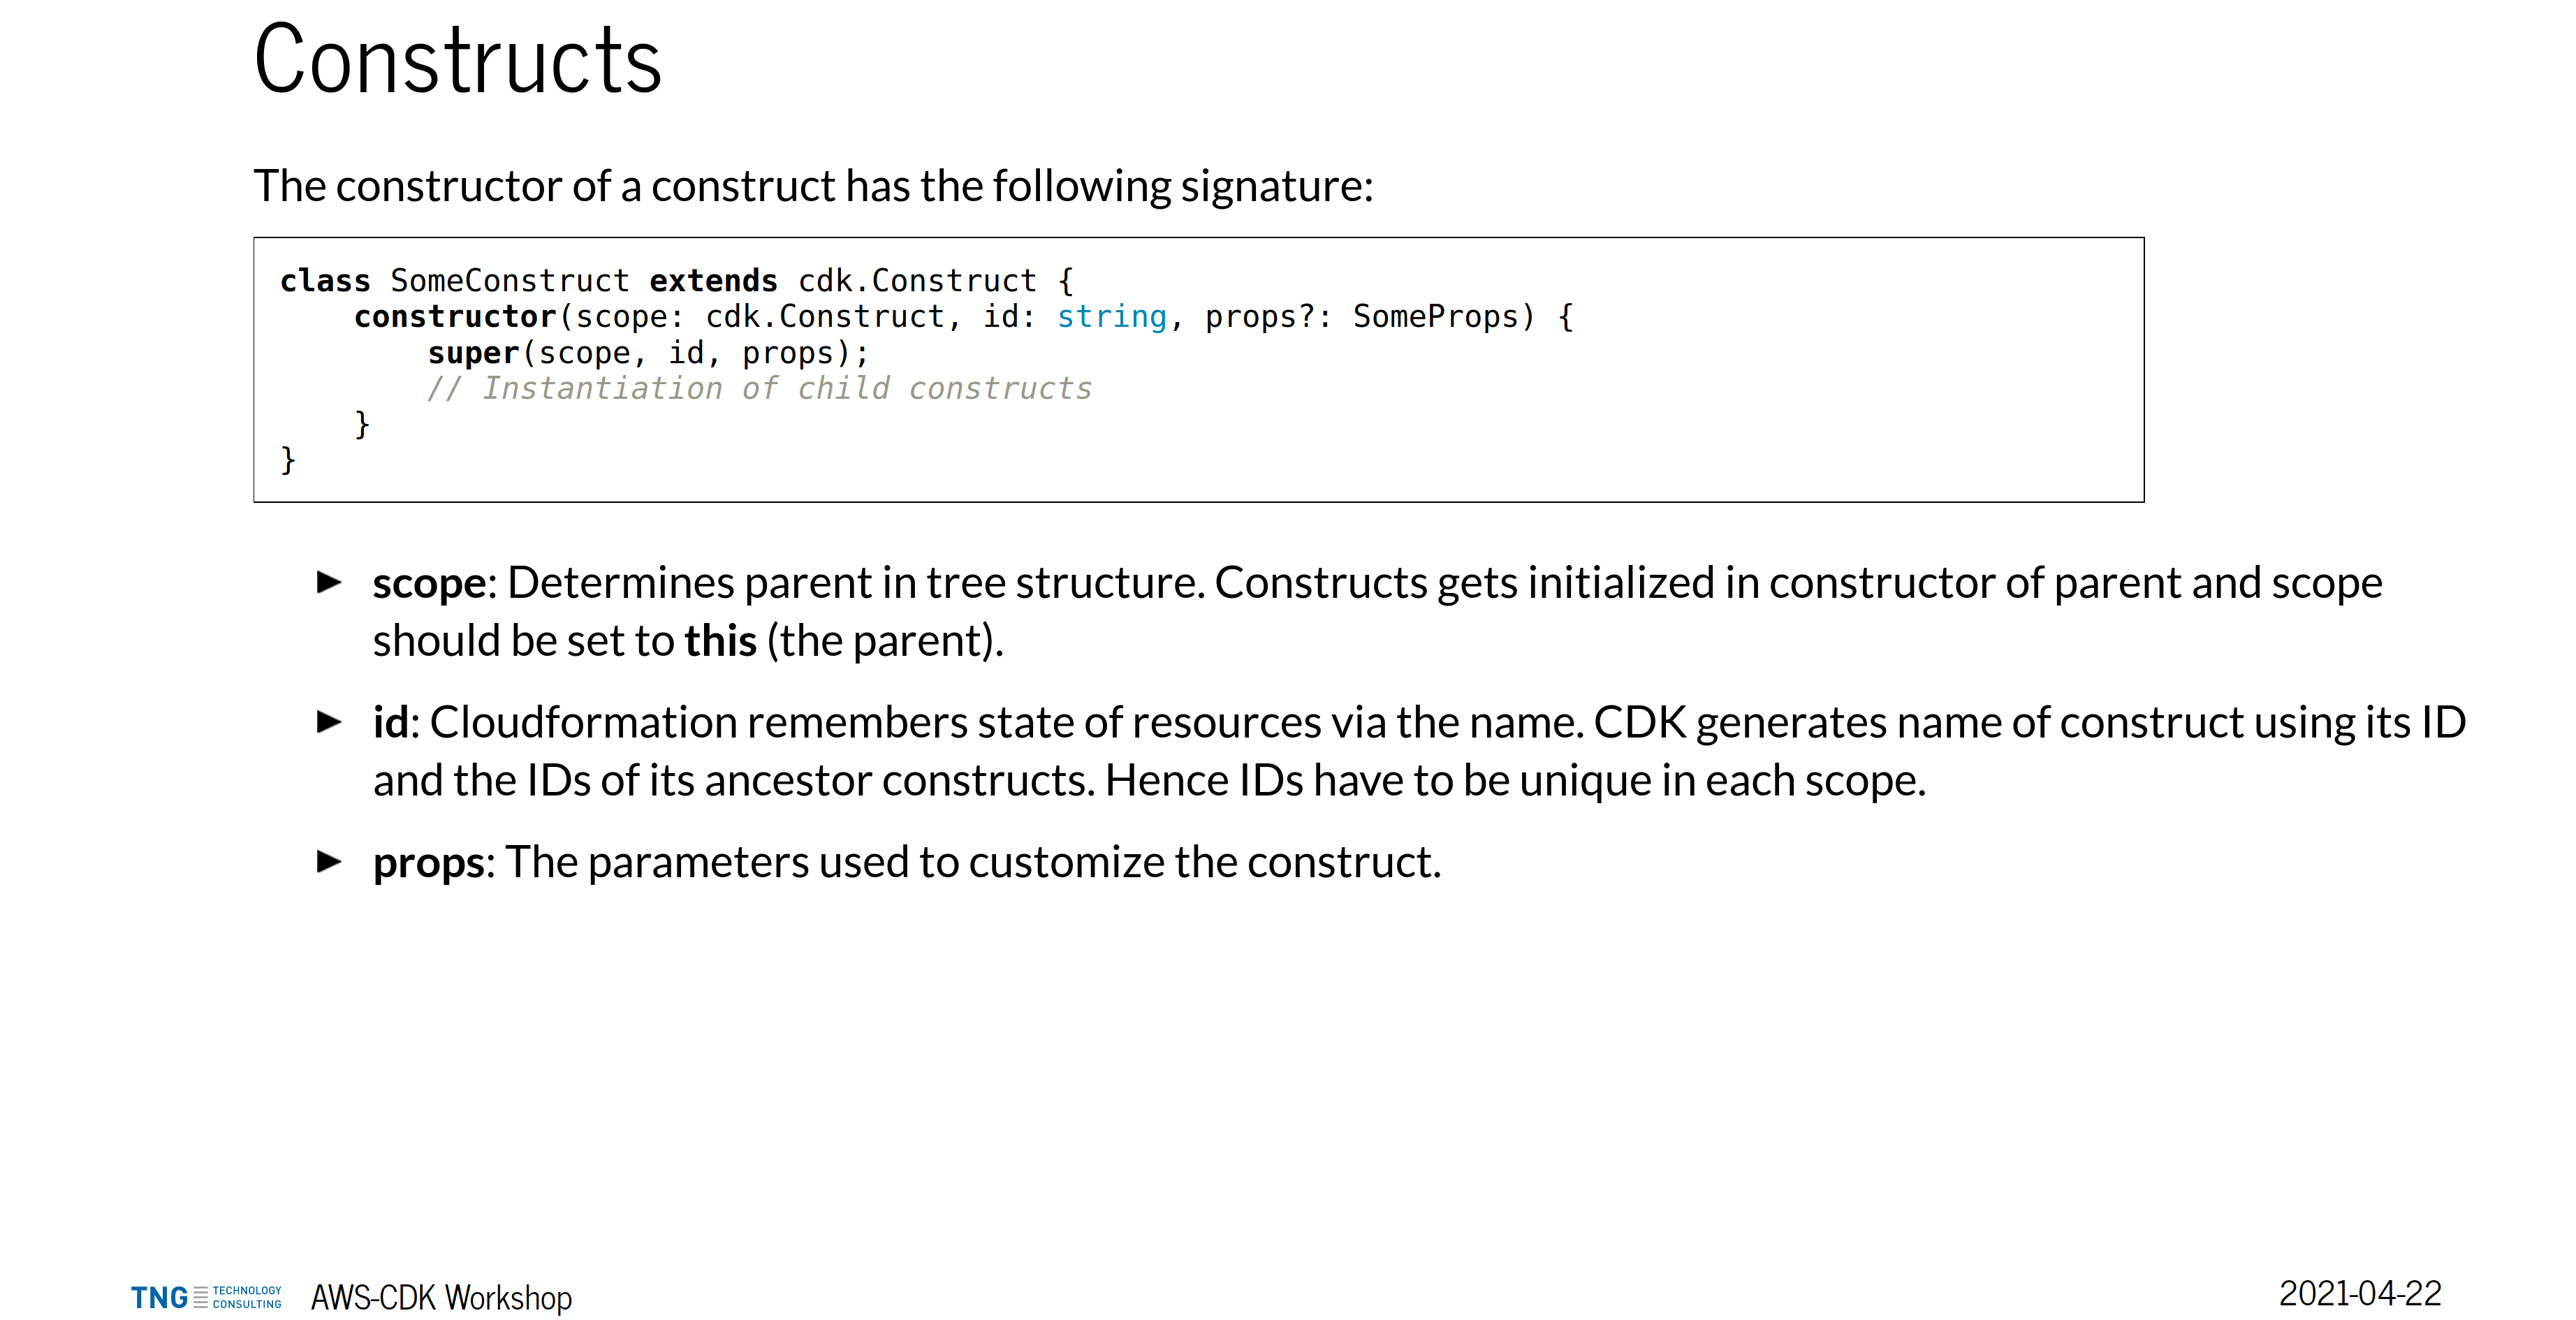 Constructs
The constructor of a construct has the following signature:
class SomeConstruct extends cdk.Construct {
    constructor(scope: cdk.Construct, id: string, props?: SomeProps) {
        super(scope, id, props);
        // Instantiation of child constructs
    }
}
► scope: Determines parent in tree structure. Constructs gets initialized in constructor of parent and scope
should be set to this (the parent).
► id: Cloudformation remembers state of resources via the name. CDK generates name of construct using its ID
and the IDs of its ancestor constructs. Hence IDs have to be unique in each scope.
► props: The parameters used to customize the construct.
TNG TECHNOLOGY
CONSULTING
AWS-CDK Workshop
2021-04-22